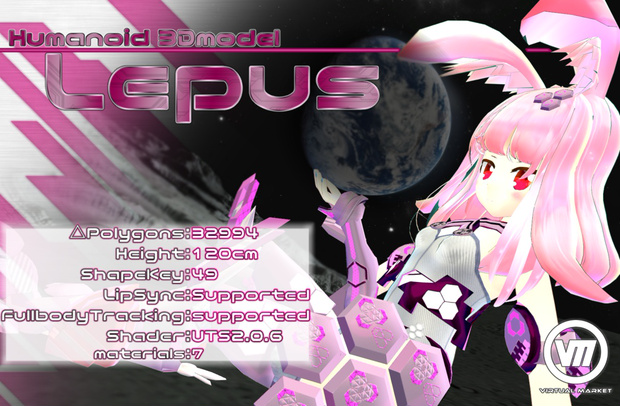 Humanoid 3Dmodel
Lepus
△Polygons:32994
Height:120cm
ShapeKey:49
LipSync:Supported
FullbodyTracking:supported
Shader:UTS2.0.6
materials:7
VIRTUAL MARKET